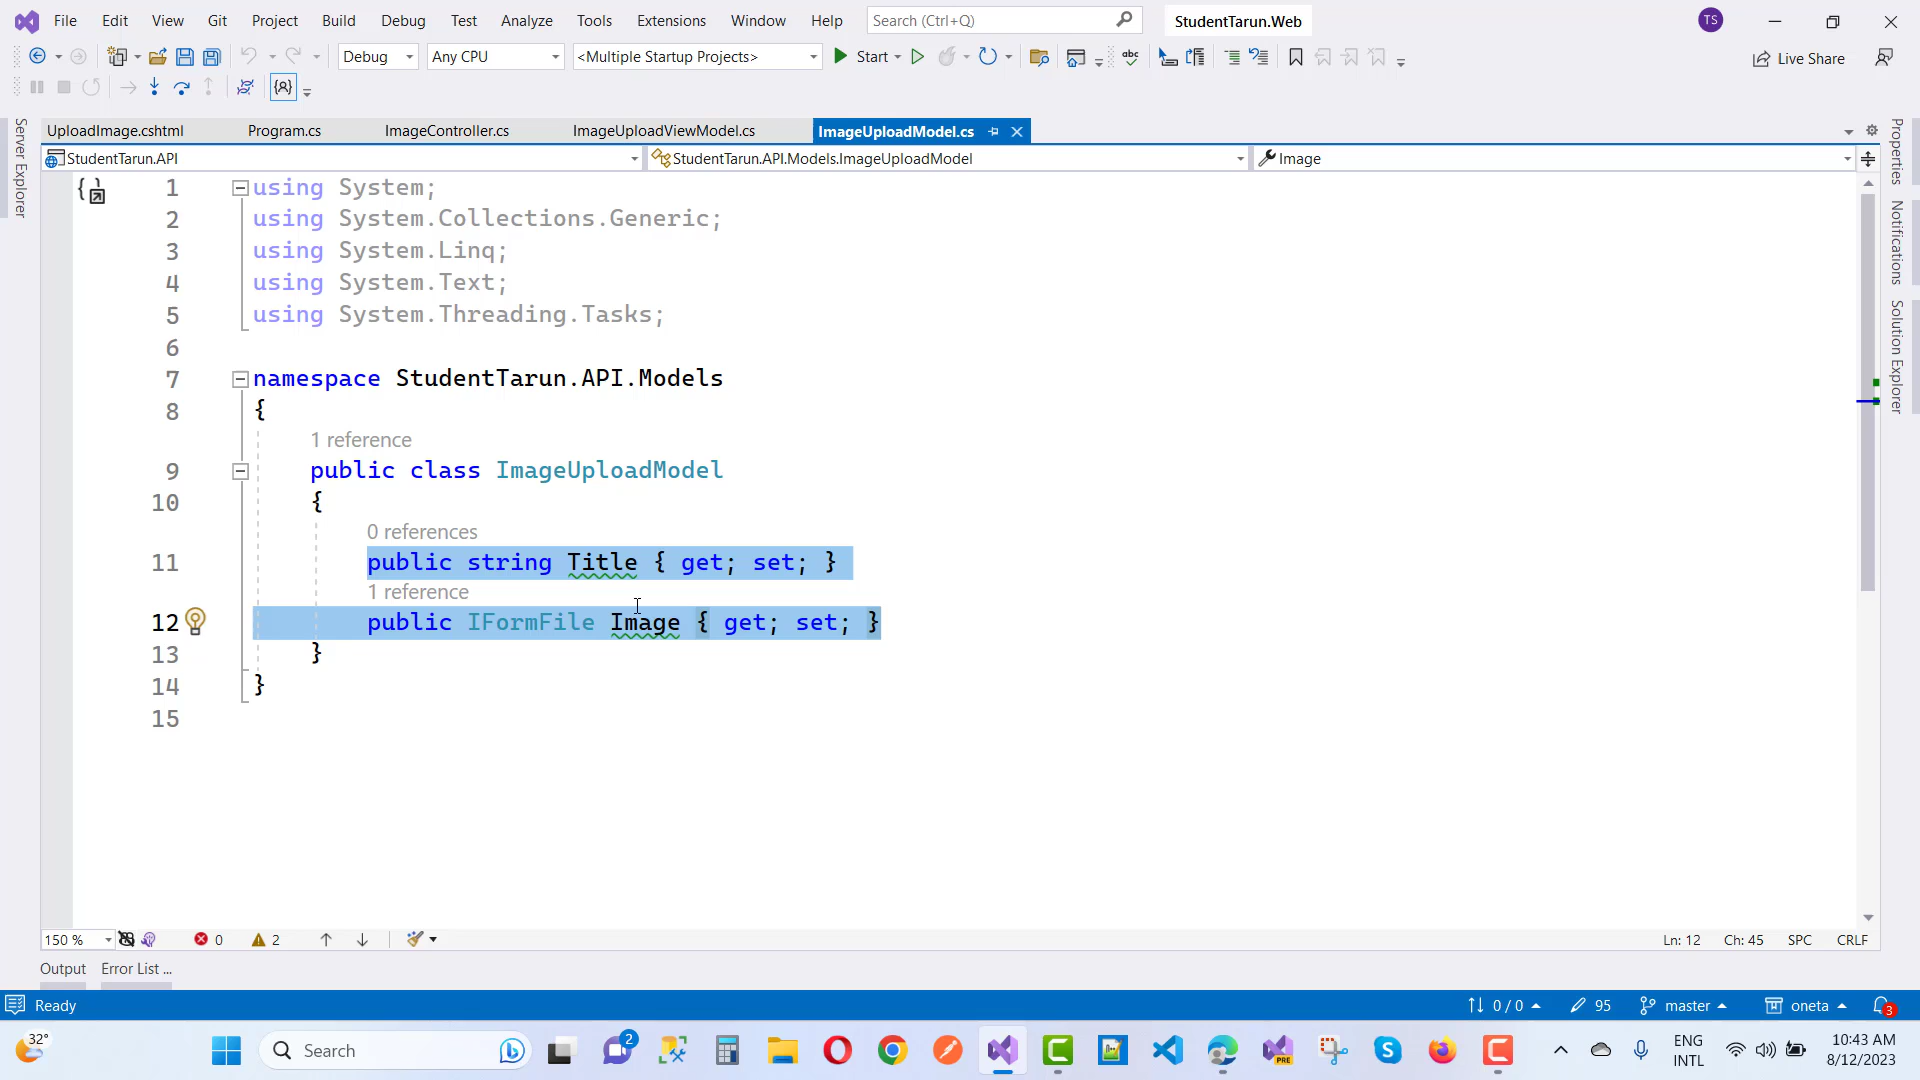 File Edit View Git Project Build Debug Test Analyze Tools Extensions Window Help Search (Ctrl+Q) StudentTarun.Web TS
Debug Any CPU <Multiple Startup Projects> Start Live Share
UploadImage.cshtml Program.cs ImageController.cs ImageUploadViewModel.cs ImageUploadModel.cs
StudentTarun.API StudentTarun.API.Models.ImageUploadModel Image
Server Explorer
Properties
Notifications
Solution Explorer
1 using System;
2 using System.Collections.Generic;
3 using System.Linq;
4 using System.Text;
5 using System.Threading.Tasks;
6
7 namespace StudentTarun.API.Models
8 {
1 reference
9 public class ImageUploadModel
10 {
0 references
11 public string Title { get; set; }
1 reference
12 public IFormFile Image { get; set; }
13 }
14 }
15
150 % 0 2 Ln: 12 Ch: 45 SPC CRLF
Output Error List ...
Ready 0 / 0 95 master oneta 3
32° Search 2 PRE ENG 10:43 AM
INTL 8/12/2023